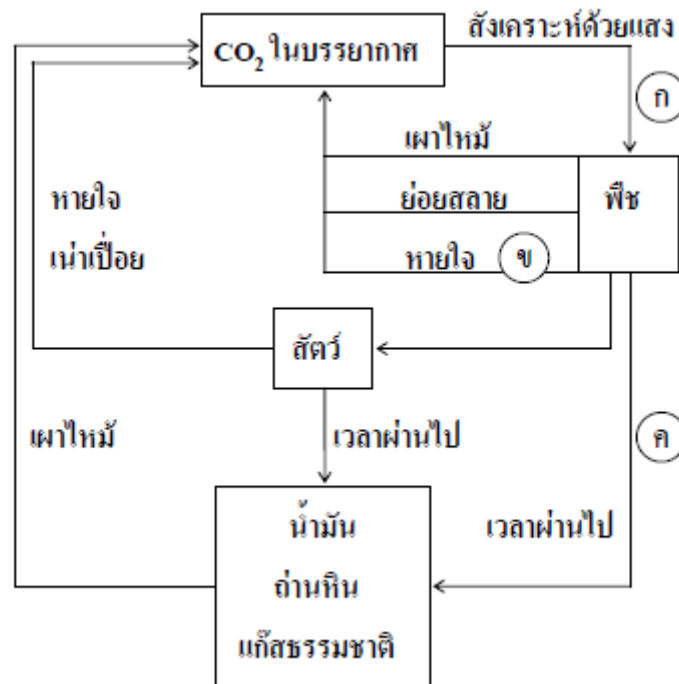 สังเคราะห์ด้วยแสง
CO₂ ในบรรยากาศ
ก
เผาไหม้
หายใจ
ย่อยสลาย
พืช
เน่าเปื่อย
หายใจ
ข
สัตว์
เผาไหม้
เวลาผ่านไป
ค
น้ำมัน
เวลาผ่านไป
ถ่านหิน
แก๊สธรรมชาติ